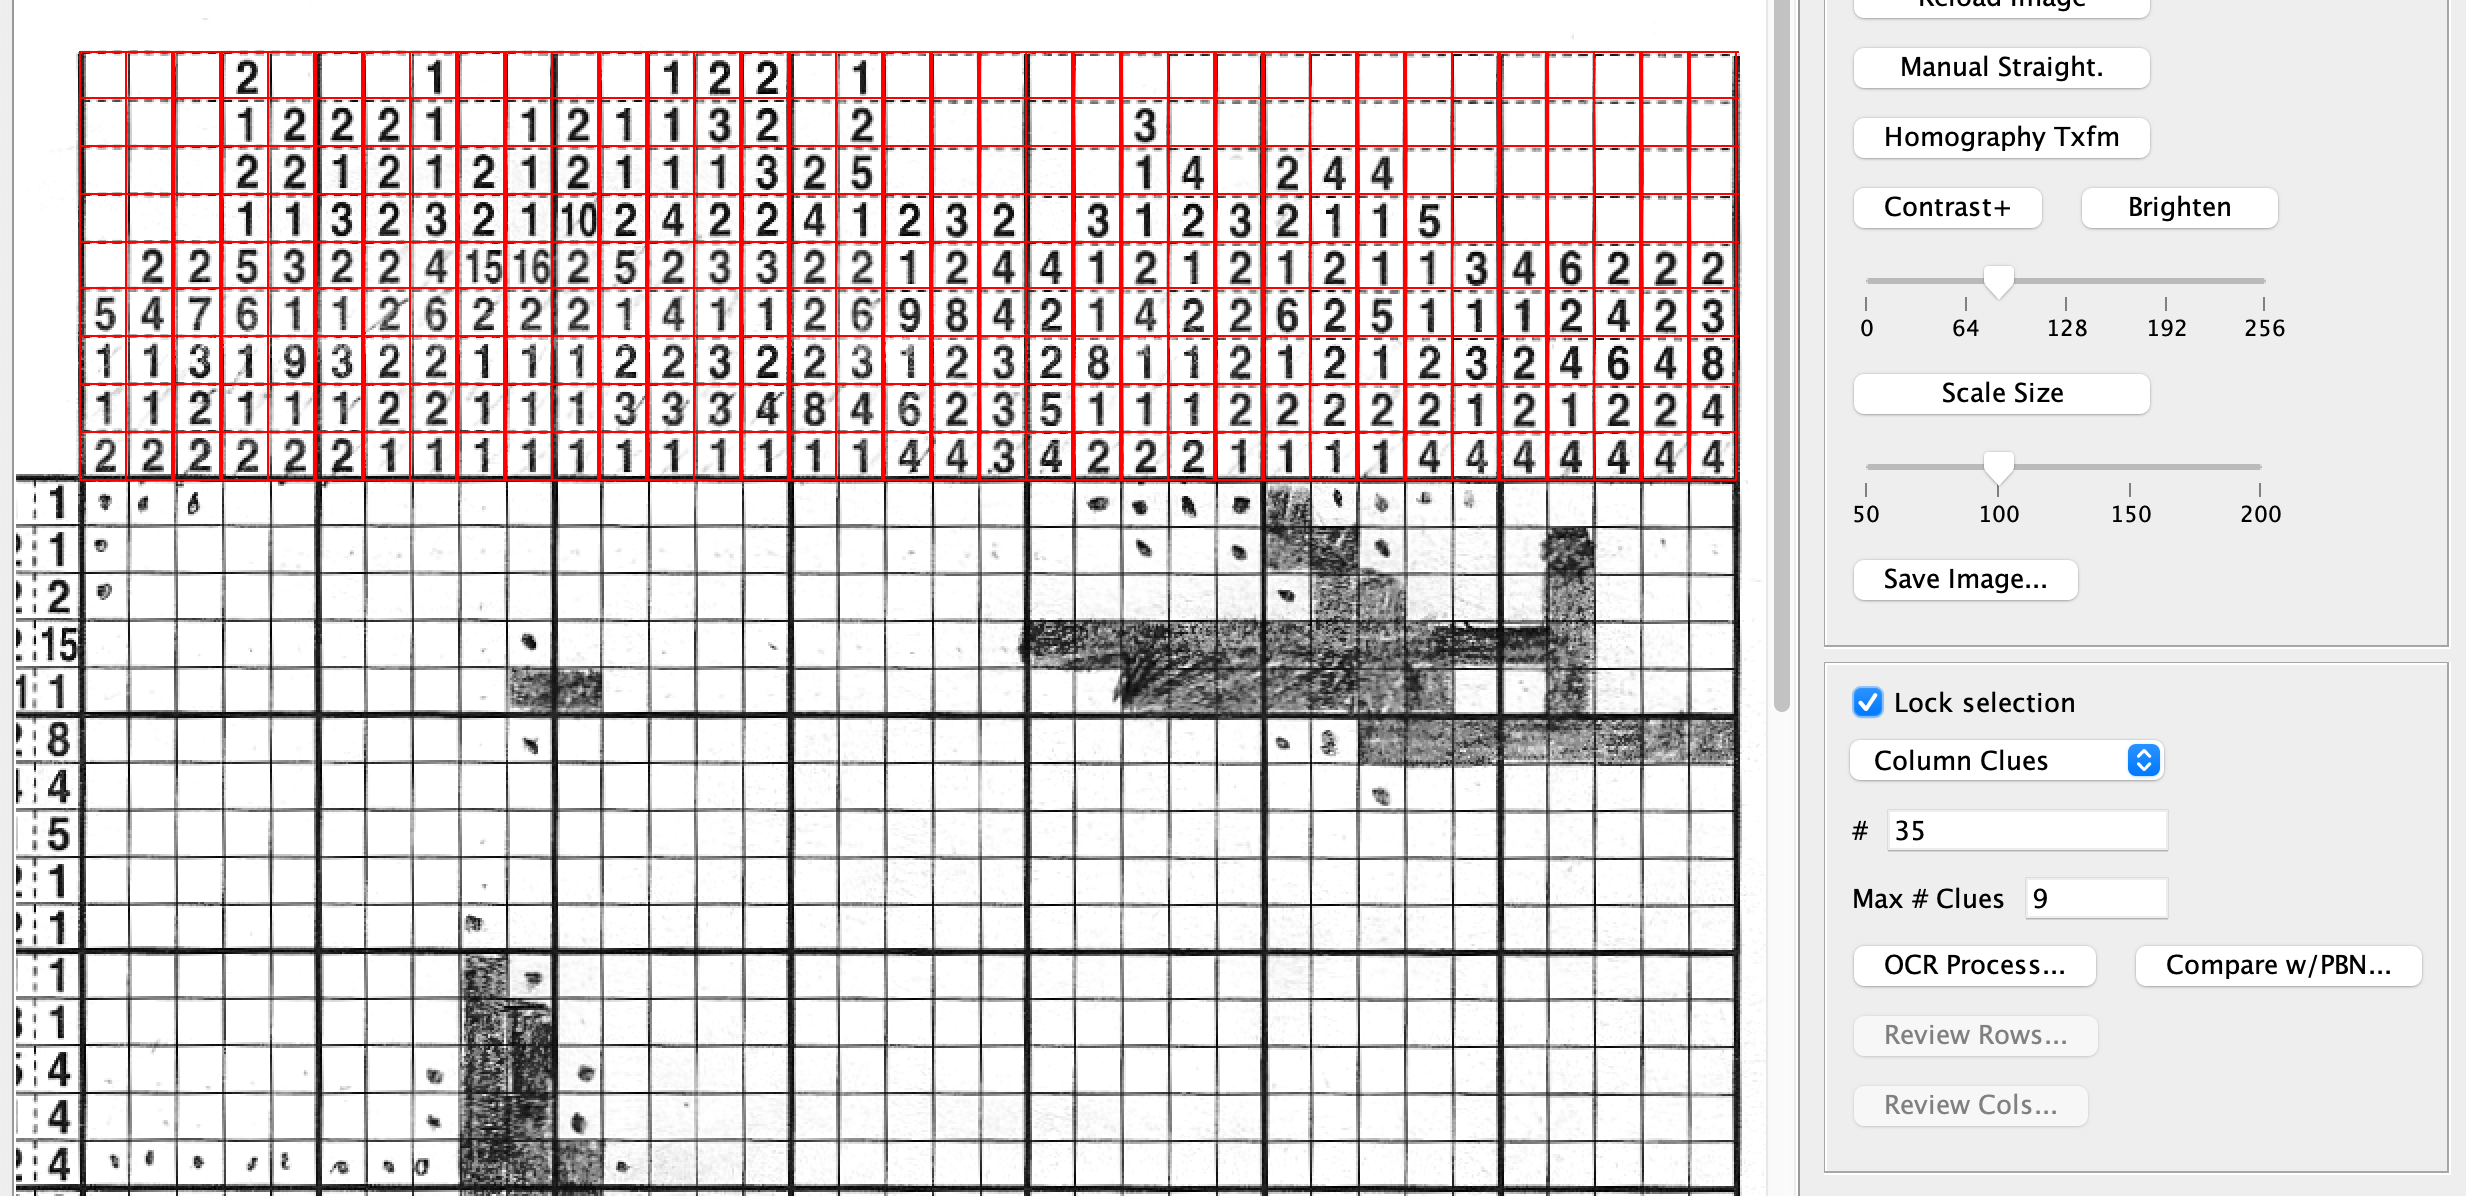 2 1 1 2 2 1
1 2 2 2 1 1 2 1 1 3 2 2 3
2 2 1 2 1 2 1 2 1 1 1 3 2 5 1 4 2 4 4
1 1 3 2 3 2 1 10 2 4 2 2 4 1 2 3 2 3 1 2 3 2 1 1 5
2 2 5 3 2 2 4 15 16 2 5 2 3 3 2 2 1 2 4 4 1 2 1 2 1 2 1 1 3 4 6 2 2 2
5 4 7 6 1 1 2 6 2 2 2 1 4 1 1 2 6 9 8 4 2 1 4 2 2 6 2 5 1 1 1 2 4 2 3
1 1 3 1 9 3 2 2 1 1 1 2 2 3 2 2 3 1 2 3 2 8 1 1 2 1 2 1 2 3 2 4 6 4 8
1 1 2 1 1 1 2 2 1 1 1 3 3 3 4 8 4 6 2 3 5 1 1 1 2 2 2 2 2 1 2 1 2 2 4
2 2 2 2 2 2 1 1 1 1 1 1 1 1 1 1 1 4 4 3 4 2 2 2 1 1 1 1 4 4 4 4 4 4 4
1
1
2
15
1 1
8
4
5
1
1
1
1
4
4
4
Reload Image
Manual Straight.
Homography Txfm
Contrast+ Brighten
0 64 128 192 256
Scale Size
50 100 150 200
Save Image...
Lock selection
Column Clues
# 35
Max # Clues 9
OCR Process... Compare w/PBN...
Review Rows...
Review Cols...